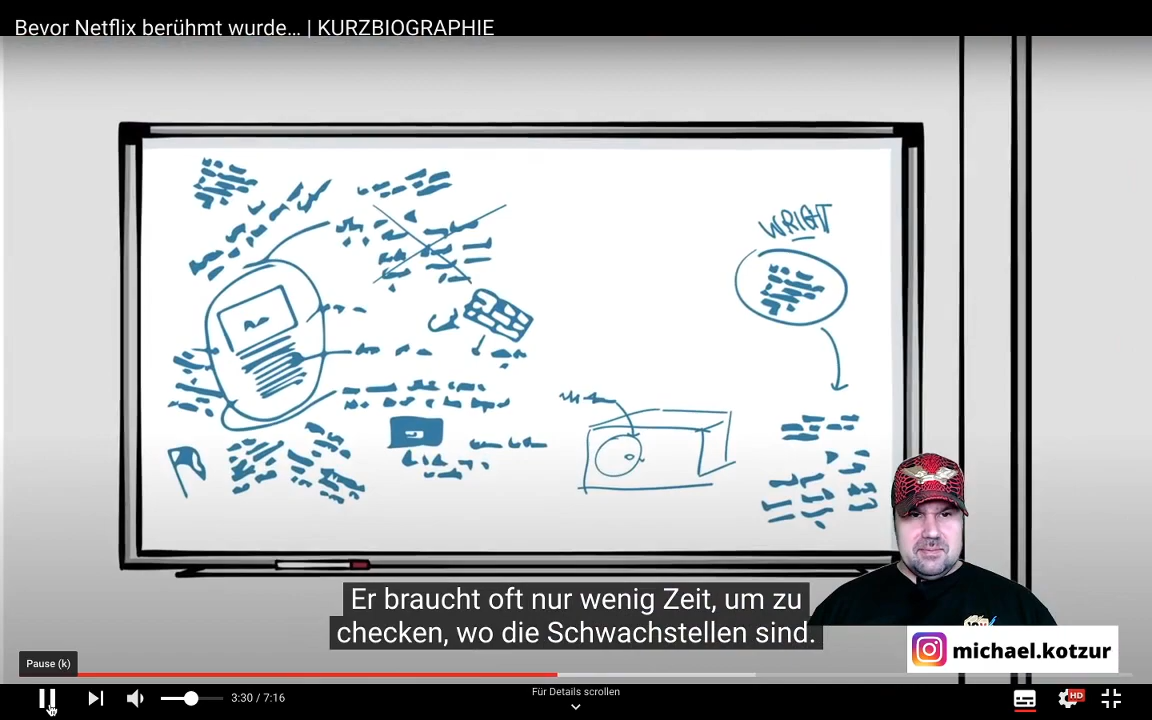 Bevor Netflix berühmt wurde… | KURZBIOGRAPHIE
WRIGHT
Er braucht oft nur wenig Zeit, um zu
checken, wo die Schwachstellen sind.
michael.kotzur
Pause (k)
3:30 / 7:16
Für Details scrollen
HD